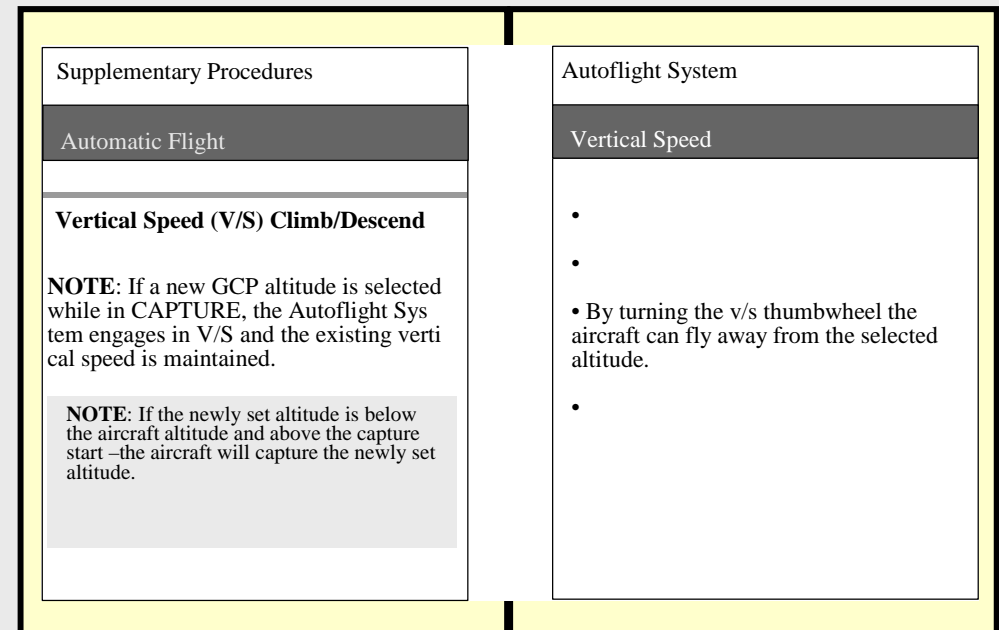 Supplementary Procedures
Automatic Flight
Vertical Speed (V/S) Climb/Descend
NOTE: If a new GCP altitude is selected
while in CAPTURE, the Autoflight Sys
tem engages in V/S and the existing verti
cal speed is maintained.
NOTE: If the newly set altitude is below
the aircraft altitude and above the capture
start –the aircraft will capture the newly set
altitude.
Autoflight System
Vertical Speed
•
•
• By turning the v/s thumbwheel the
aircraft can fly away from the selected
altitude.
•